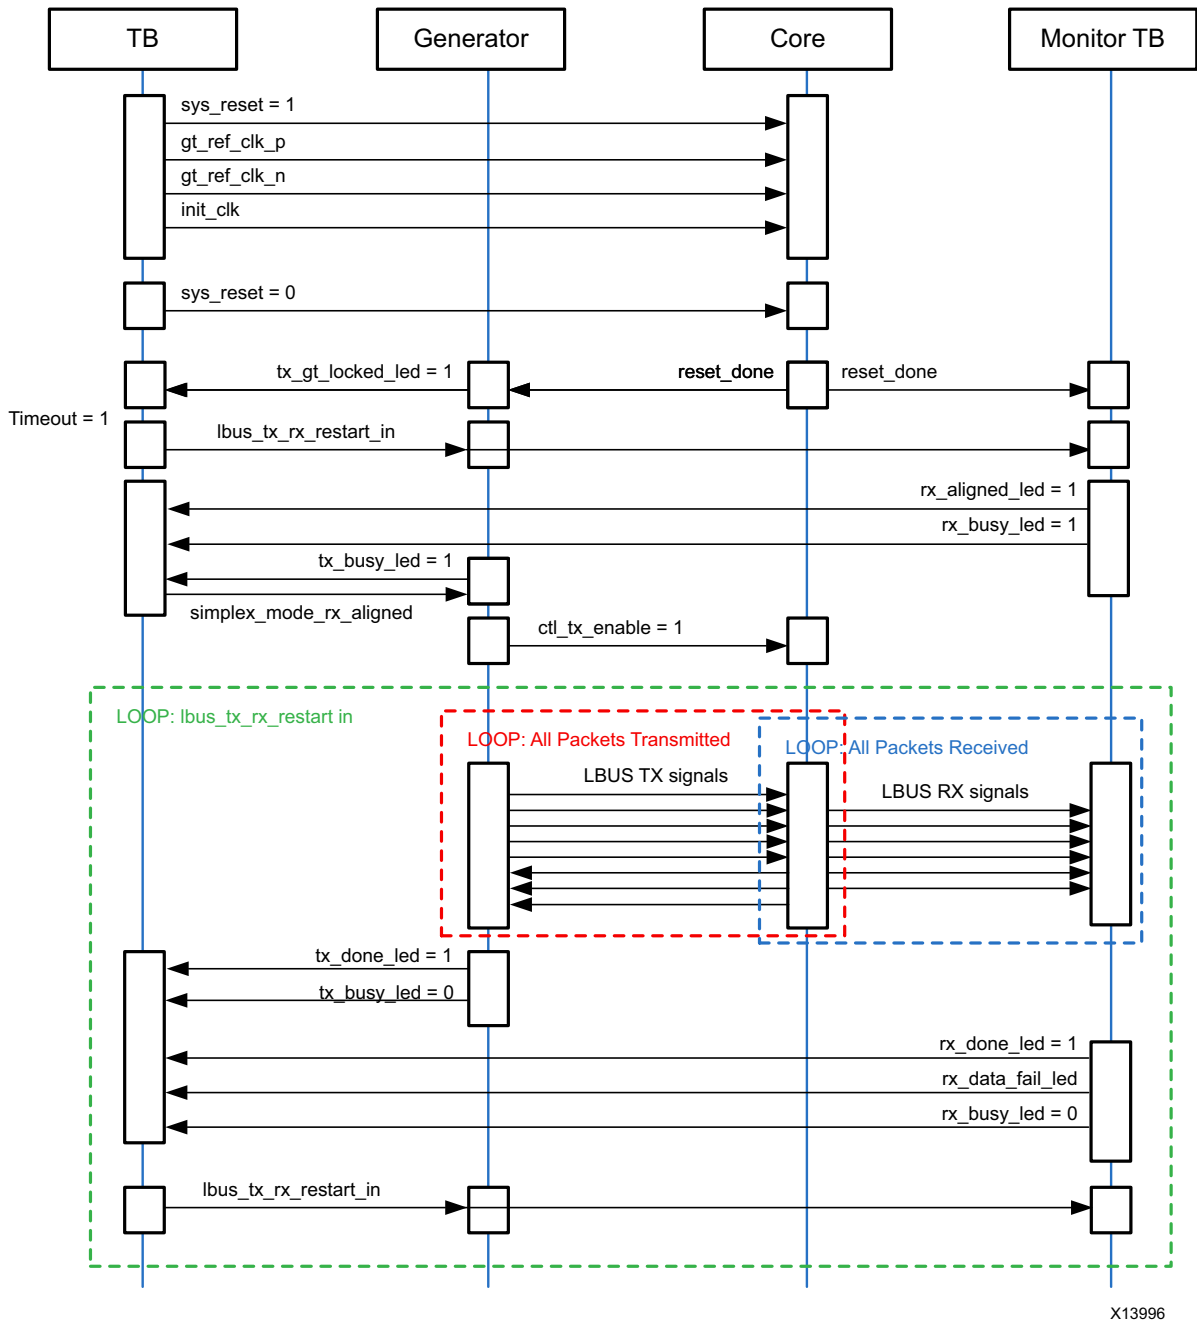 TB
Generator
Core
Monitor TB
sys_reset = 1
gt_ref_clk_p
gt_ref_clk_n
init_clk
sys_reset = 0
tx_gt_locked_led = 1
reset_done
reset_done
Timeout = 1
lbus_tx_rx_restart_in
rx_aligned_led = 1
rx_busy_led = 1
tx_busy_led = 1
simplex_mode_rx_aligned
ctl_tx_enable = 1
LOOP: lbus_tx_rx_restart in
LOOP: All Packets Transmitted
LOOP: All Packets Received
LBUS TX signals
LBUS RX signals
tx_done_led = 1
tx_busy_led = 0
rx_done_led = 1
rx_data_fail_led
rx_busy_led = 0
lbus_tx_rx_restart_in
X13996